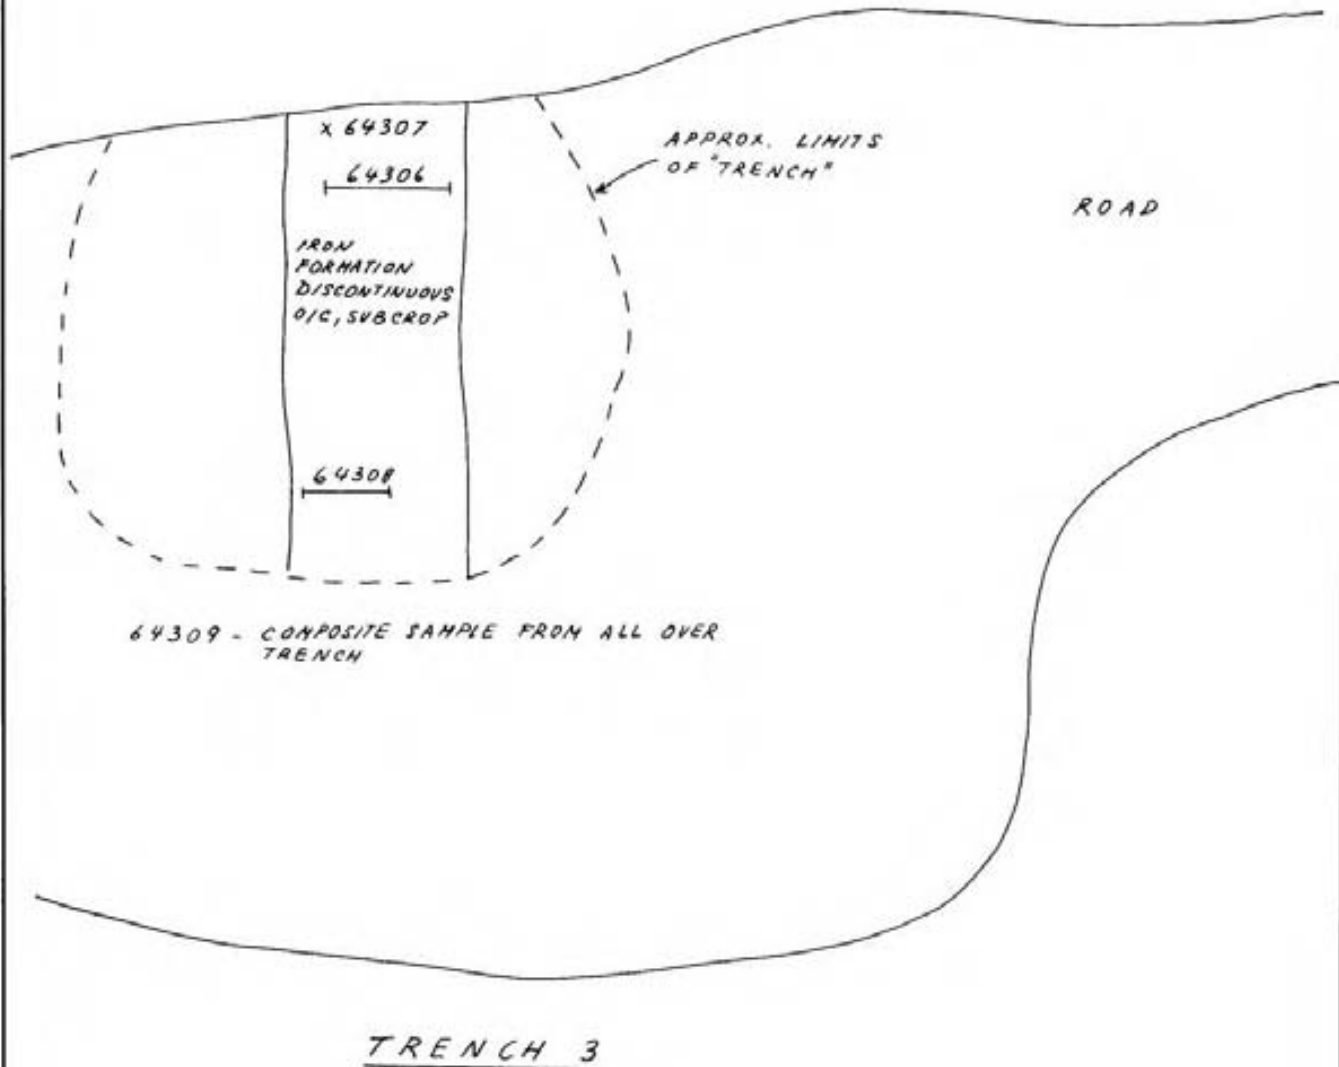 x 64307
64306
APPROX. LIMITS
OF "TRENCH"
ROAD
IRON
FORMATION
DISCONTINUOUS
O/C, SUBCROP
64308
64309 - COMPOSITE SAMPLE FROM ALL OVER
TRENCH
TRENCH 3